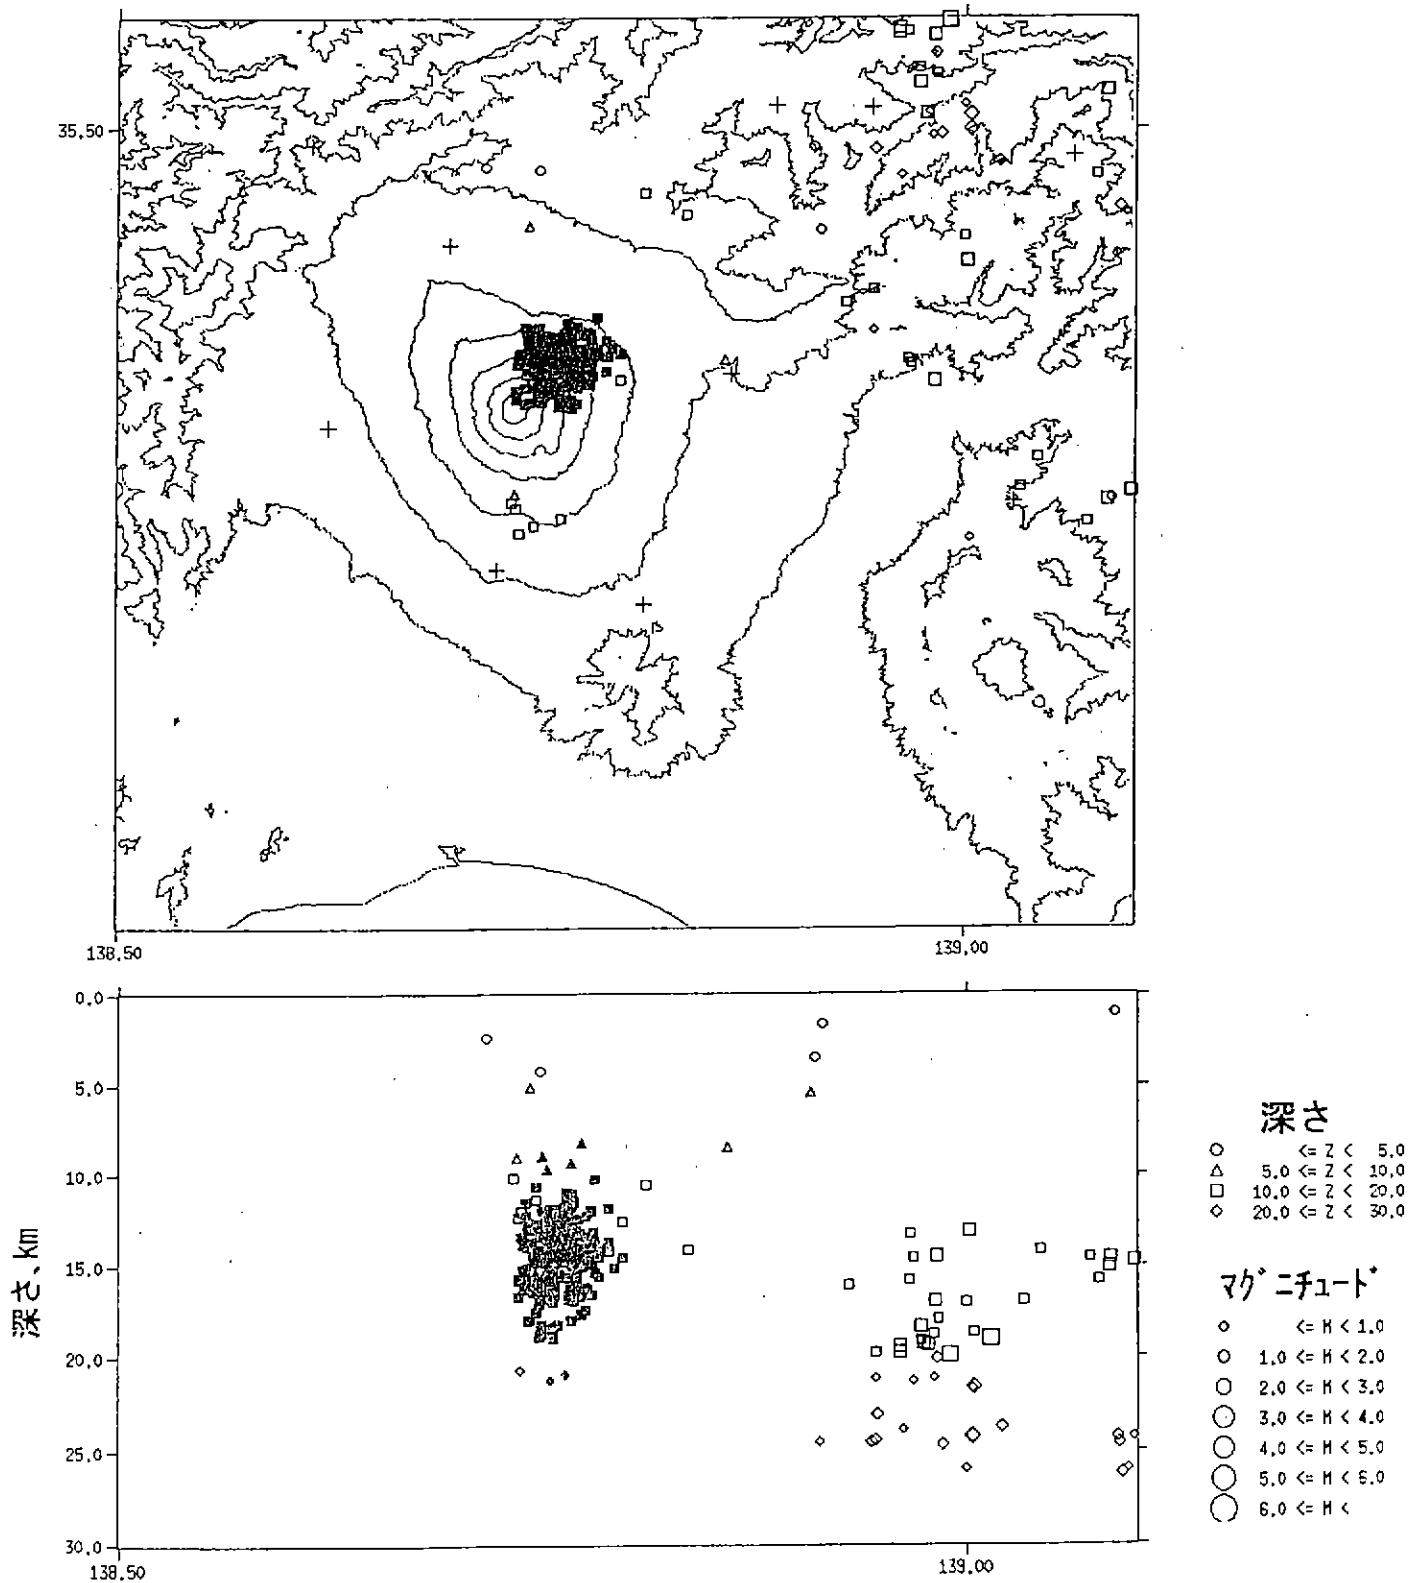 35.50
138.50
139.00
0.0
5.0
10.0
15.0
20.0
25.0
30.0
深さ、km
138.50
139.00
深さ
<= Z < 5.0
5.0 <= Z < 10.0
10.0 <= Z < 20.0
20.0 <= Z < 30.0
マグニチュード
<= M < 1.0
1.0 <= M < 2.0
2.0 <= M < 3.0
3.0 <= M < 4.0
4.0 <= M < 5.0
5.0 <= M < 6.0
6.0 <= M <